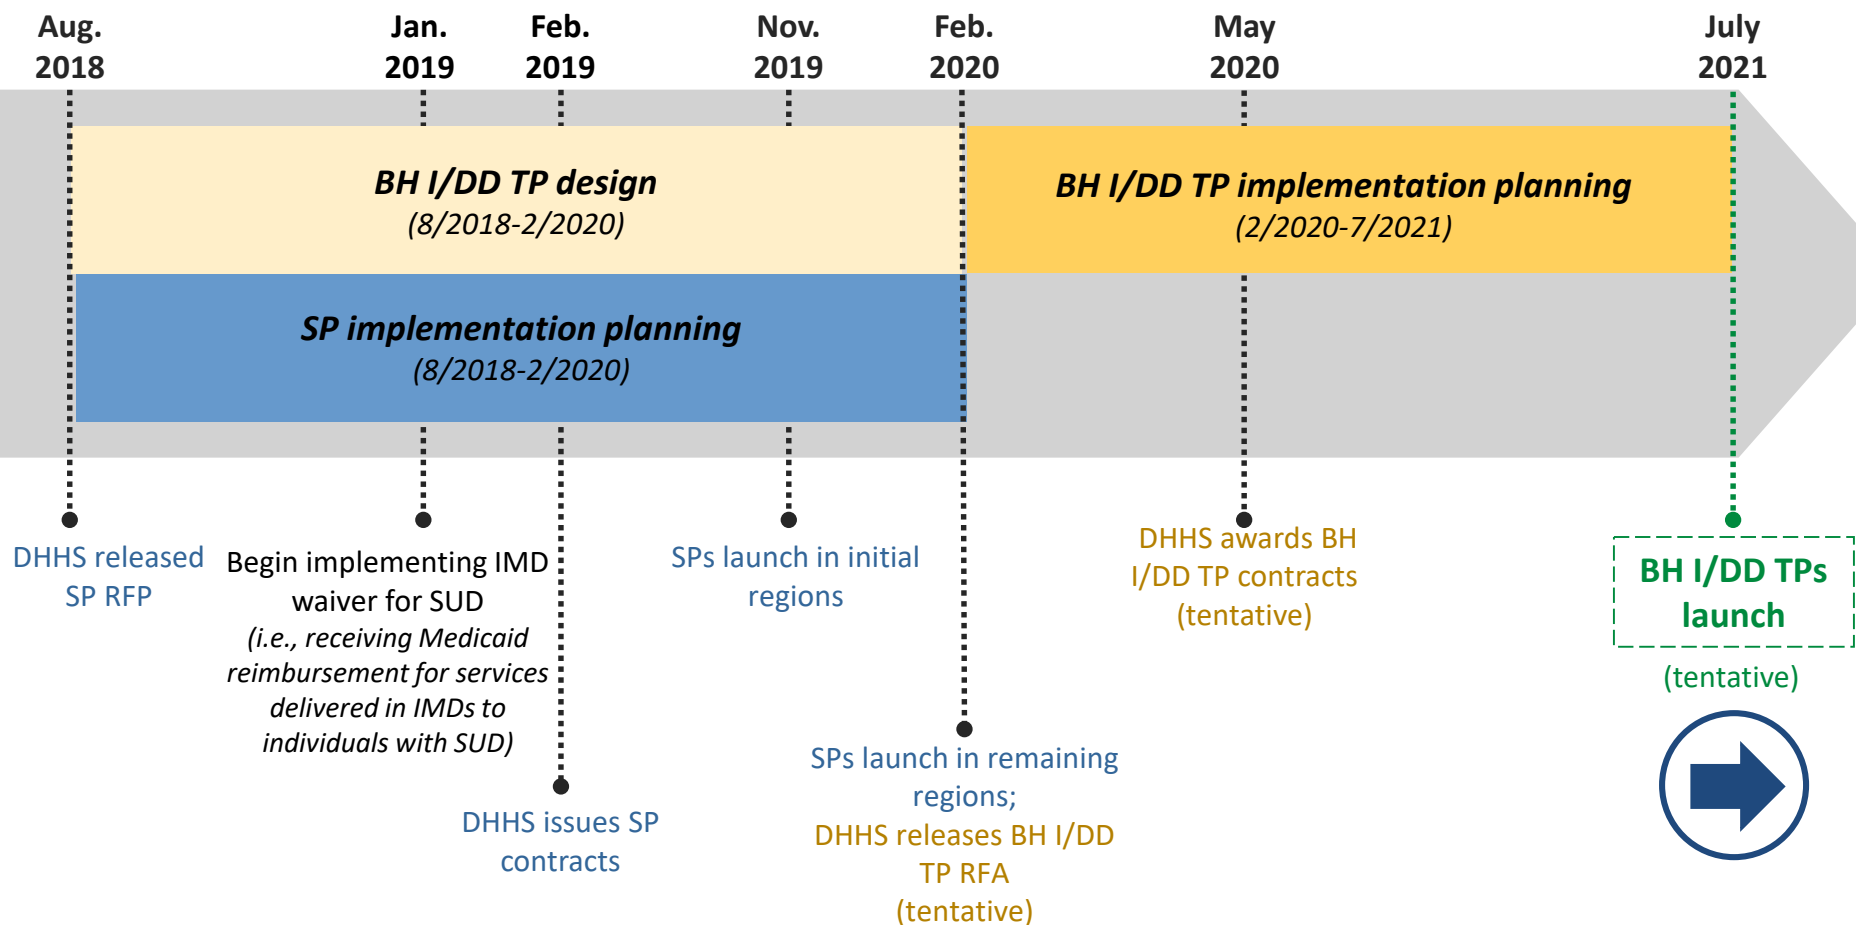 Aug.
2018
Jan.
2019
Feb.
2019
Nov.
2019
Feb.
2020
May
2020
July
2021
BH I/DD TP design
(8/2018-2/2020)
BH I/DD TP implementation planning
(2/2020-7/2021)
SP implementation planning
(8/2018-2/2020)
DHHS released
SP RFP
Begin implementing IMD
waiver for SUD
(i.e., receiving Medicaid
reimbursement for services
delivered in IMDs to
individuals with SUD)
DHHS issues SP
contracts
SPs launch in initial
regions
SPs launch in remaining
regions;
DHHS releases BH I/DD
TP RFA
(tentative)
DHHS awards BH
I/DD TP contracts
(tentative)
BH I/DD TPs
launch
(tentative)